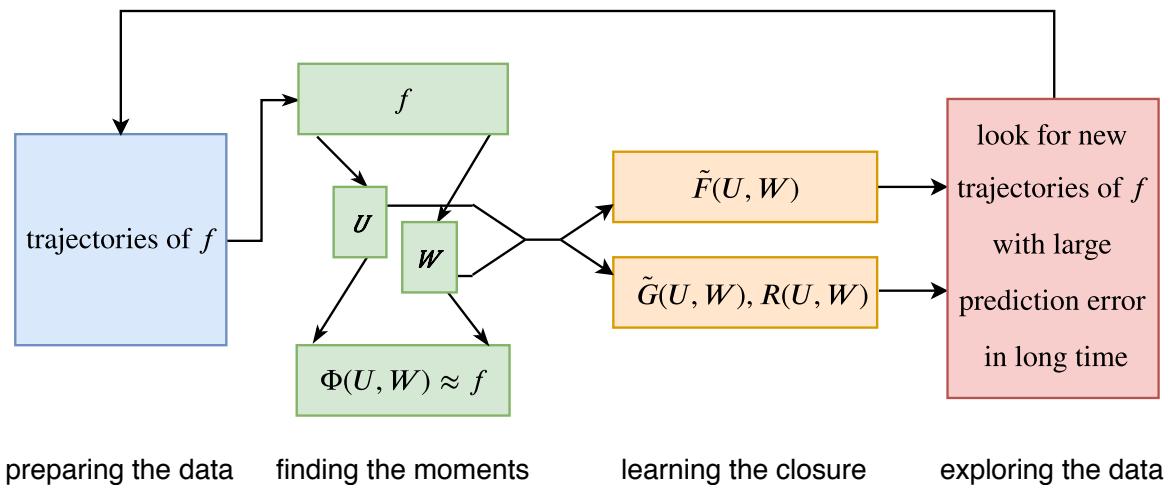 trajectories of f
f
U
W
Φ(U, W) ≈ f
F̃(U, W)
G̃(U, W), R(U, W)
look for new
trajectories of f
with large
prediction error
in long time
preparing the data
finding the moments
learning the closure
exploring the data